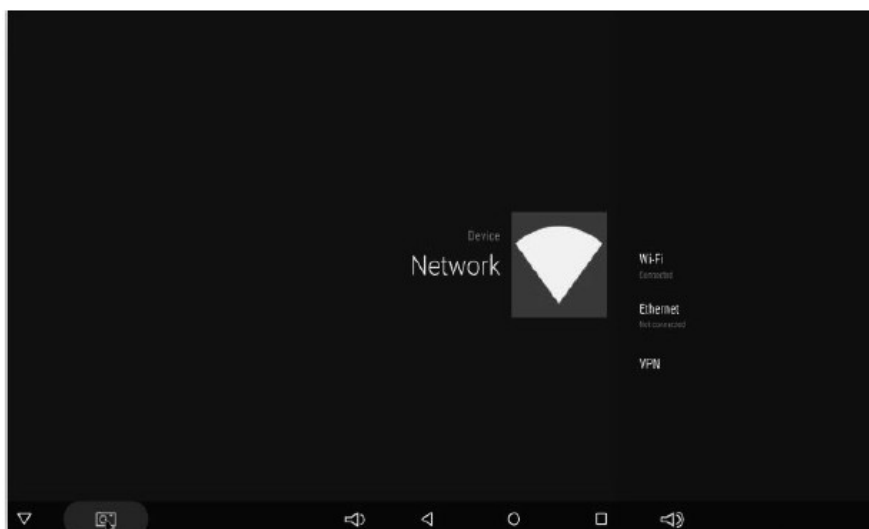 Device
Network
Wi-Fi
Connected
Ethernet
Not connected
VPN